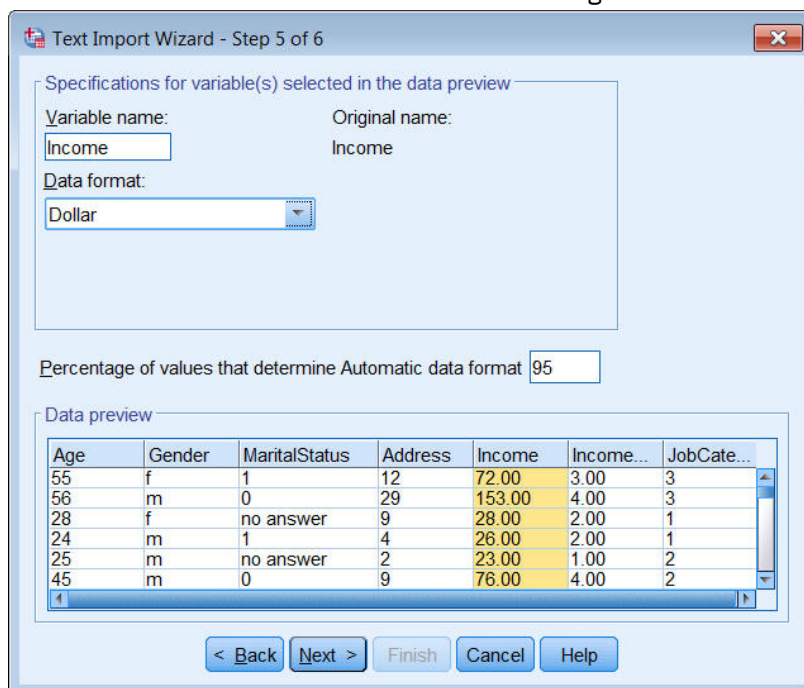 Text Import Wizard - Step 5 of 6
Specifications for variable(s) selected in the data preview
Variable name: Original name:
Income Income
Data format:
Dollar
Percentage of values that determine Automatic data format 95
Data preview
Age Gender MaritalStatus Address Income Income... JobCate...
55 f 1 12 72.00 3.00 3
56 m 0 29 153.00 4.00 3
28 f no answer 9 28.00 2.00 1
24 m 1 4 26.00 2.00 1
25 m no answer 2 23.00 1.00 2
45 m 0 9 76.00 4.00 2
< Back Next > Finish Cancel Help